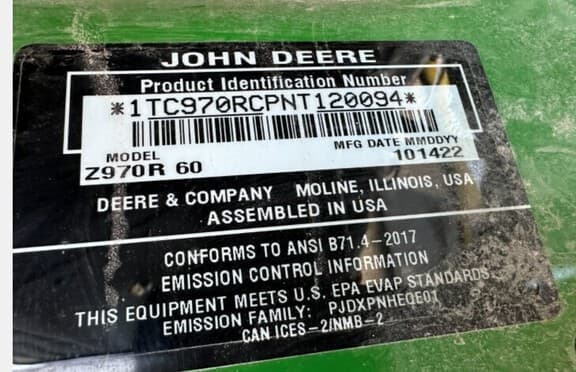 JOHN DEERE
Product Identification Number
*1TC970RCPNT120094*
MODEL MFG DATE MMDDYY
Z970R 60 101422
DEERE & COMPANY MOLINE, ILLINOIS, USA
ASSEMBLED IN USA
CONFORMS TO ANSI B71.4-2017
EMISSION CONTROL INFORMATION
THIS EQUIPMENT MEETS U.S. EPA EVAP STANDARDS
EMISSION FAMILY: PJDXPNHEQE01
CAN ICES-2/NMB-2